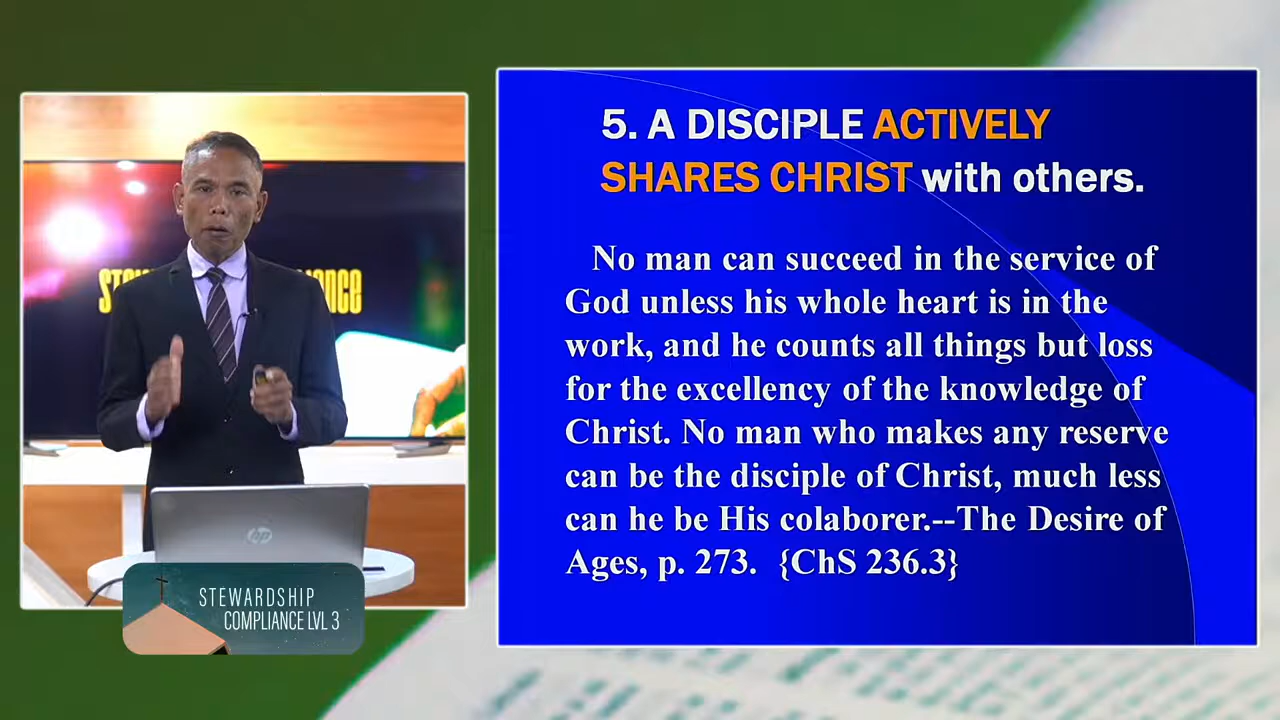 5. A DISCIPLE ACTIVELY
SHARES CHRIST with others.
No man can succeed in the service of
God unless his whole heart is in the
work, and he counts all things but loss
for the excellency of the knowledge of
Christ. No man who makes any reserve
can be the disciple of Christ, much less
can he be His colaborer.--The Desire of
Ages, p. 273.  {ChS 236.3}
hp
STEWARDSHIP
COMPLIANCE LVL 3